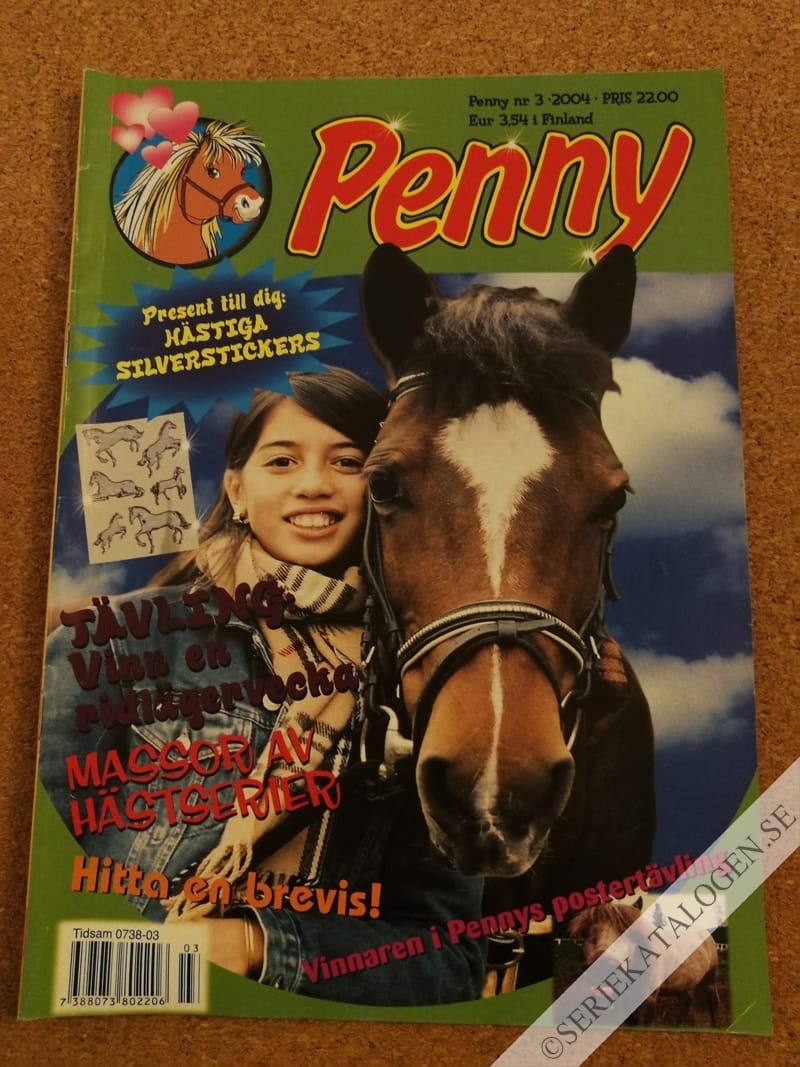 Penny nr 3 · 2004 · PRIS 22.00
Eur 3,54 i Finland
Penny
Present till dig:
HÄSTIGA
SILVERSTICKERS
TÄVLING:
Vinn en
ridlägervecka
MASSOR AV
HÄSTSERIER
Hitta en brevis!
Vinnaren i Pennys postertävling
Tidsam 0738-03
03
7 388073 802206
©SERIEKATALOGEN.SE